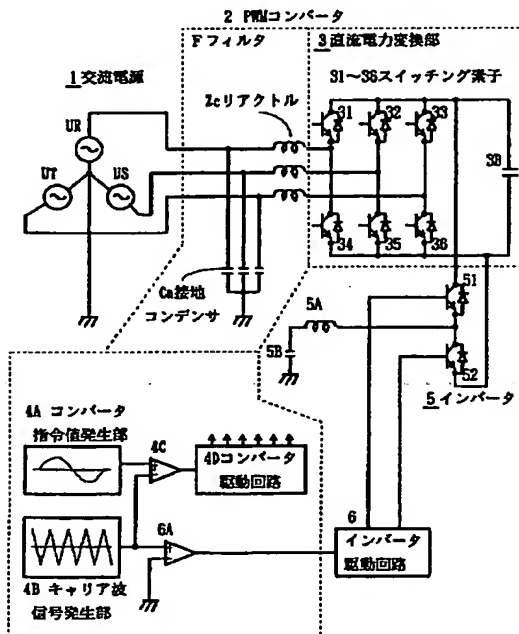 2 PWMコンバータ
Fフィルタ
3直流電力変換部
1交流電源
31～36スイッチング素子
Zcリアクトル
31
32
33
UR
UT
US
3B
34
35
36
Ca接地
コンデンサ
51
5A
5B
52
5インバータ
4A コンバータ
指令値発生部
4C
4Dコンバータ
駆動回路
6A
6
インバータ
駆動回路
4B キャリア波
信号発生部